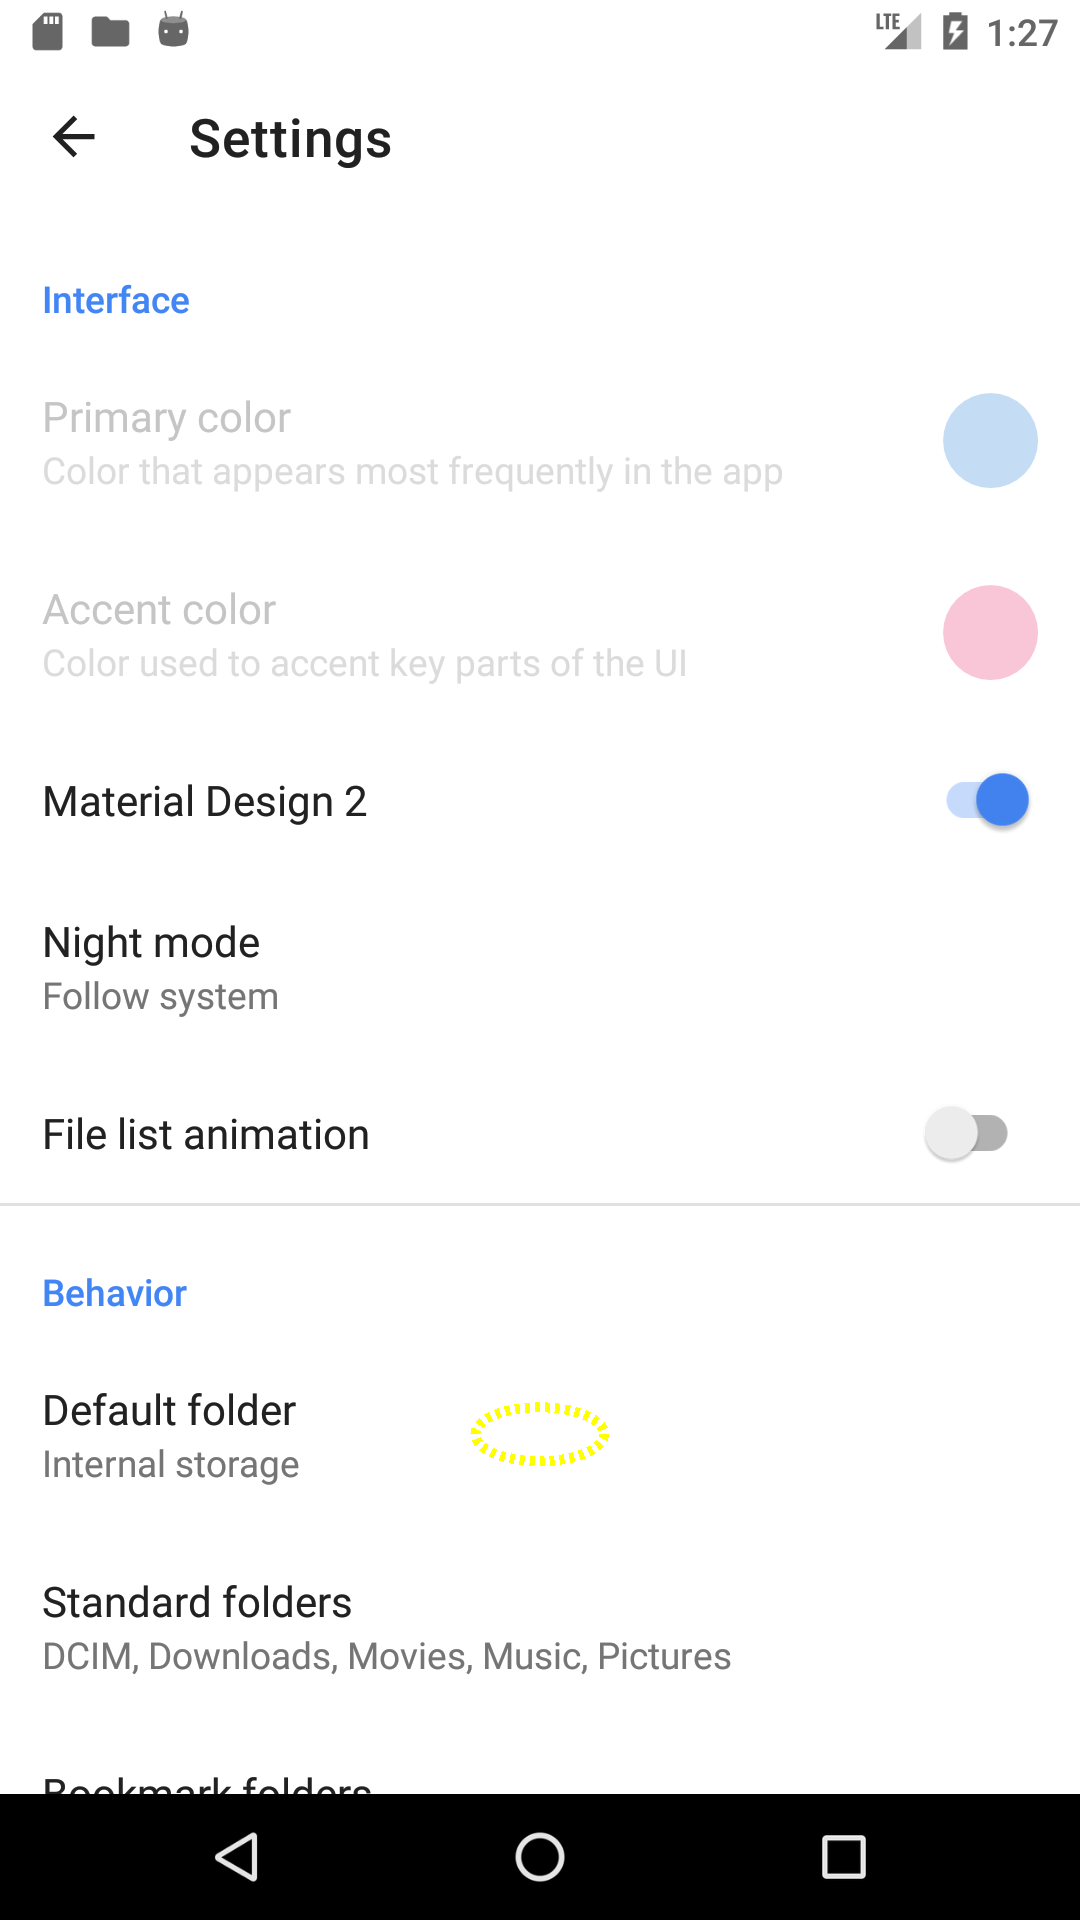 LTE 1:27
Settings
Interface
Primary color
Color that appears most frequently in the app
Accent color
Color used to accent key parts of the UI
Material Design 2
Night mode
Follow system
File list animation
Behavior
Default folder
Internal storage
Standard folders
DCIM, Downloads, Movies, Music, Pictures
Bookmark folders